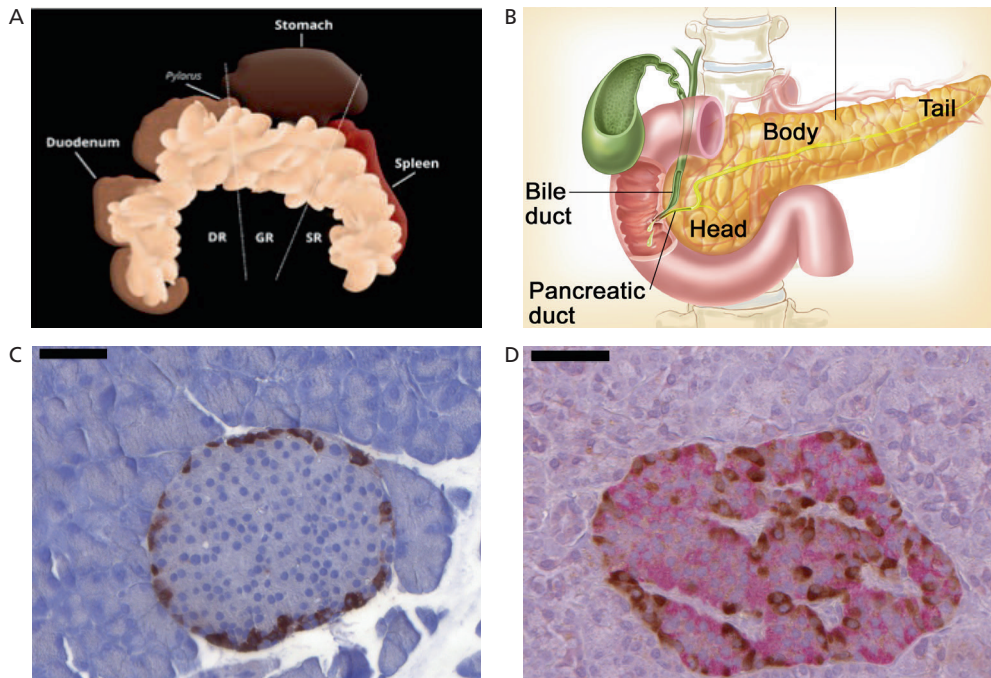 A
Stomach
Pylorus
Duodenum
Spleen
DR
GR
SR
B
Tail
Body
Bile
duct
Head
Pancreatic
duct
C
D